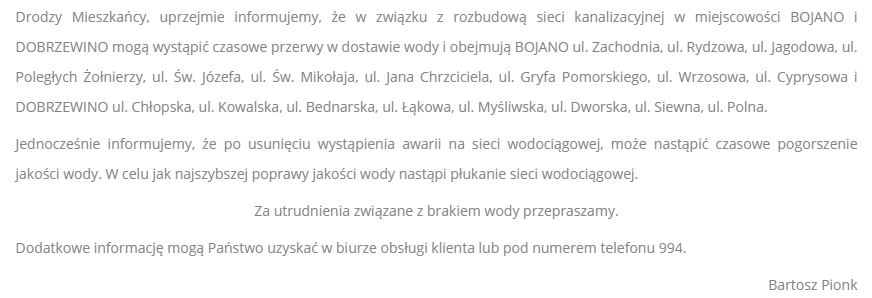 Drodzy Mieszkańcy, uprzejmie informujemy, że w związku z rozbudową sieci kanalizacyjnej w miejscowości BOJANO i
DOBRZEWINO mogą wystąpić czasowe przerwy w dostawie wody i obejmują BOJANO ul. Zachodnia, ul. Rydzowa, ul. Jagodowa, ul.
Poległych Żołnierzy, ul. Św. Józefa, ul. Św. Mikołaja, ul. Jana Chrzciciela, ul. Gryfa Pomorskiego, ul. Wrzosowa, ul. Cyprysowa i
DOBRZEWINO ul. Chłopska, ul. Kowalska, ul. Bednarska, ul. Łąkowa, ul. Myśliwska, ul. Dworska, ul. Siewna, ul. Polna.
Jednocześnie informujemy, że po usunięciu wystąpienia awarii na sieci wodociągowej, może nastąpić czasowe pogorszenie
jakości wody. W celu jak najszybszej poprawy jakości wody nastąpi płukanie sieci wodociągowej.
Za utrudnienia związane z brakiem wody przepraszamy.
Dodatkowe informację mogą Państwo uzyskać w biurze obsługi klienta lub pod numerem telefonu 994.
Bartosz Pionk